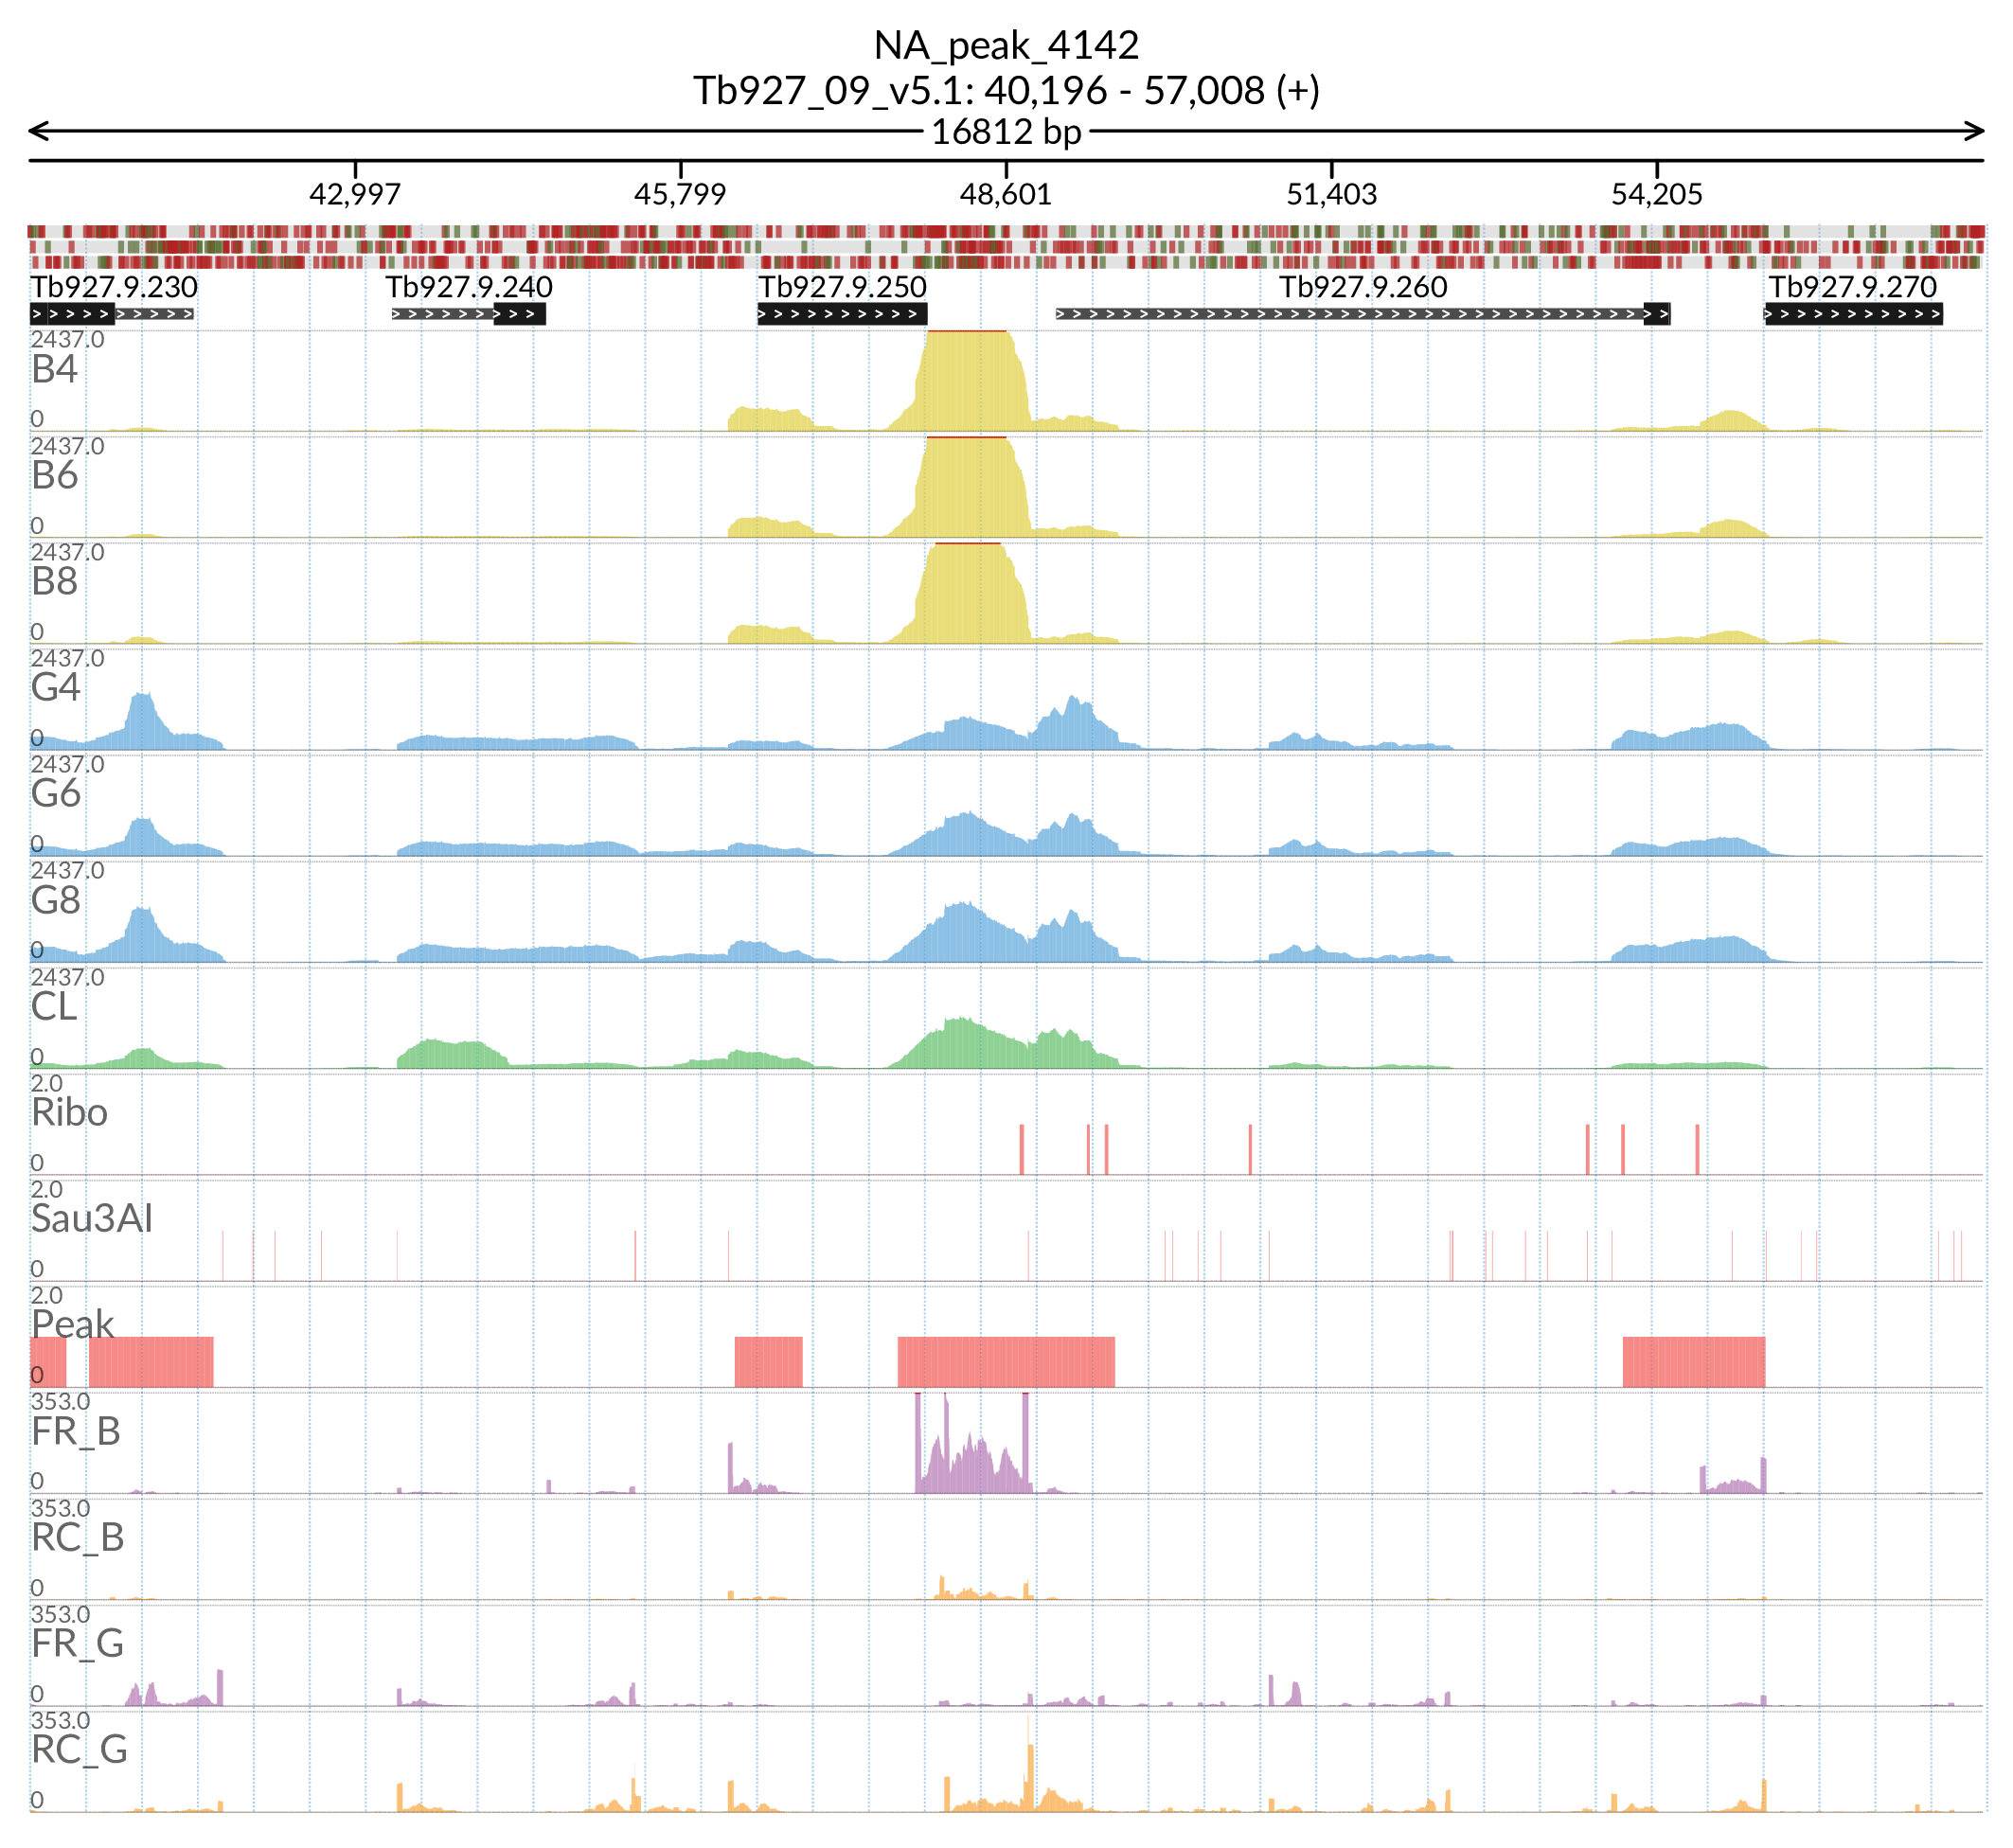 NA_peak_4142
Tb927_09_v5.1: 40,196 - 57,008 (+)
16812 bp
42,997 45,799 48,601 51,403 54,205
Tb927.9.230 Tb927.9.240 Tb927.9.250 Tb927.9.260 Tb927.9.270
2437.0
B4
0
2437.0
B6
0
2437.0
B8
0
2437.0
G4
0
2437.0
G6
0
2437.0
G8
0
2437.0
CL
0
2.0
Ribo
0
2.0
Sau3AI
0
2.0
Peak
0
353.0
FR_B
0
353.0
RC_B
0
353.0
FR_G
0
353.0
RC_G
0